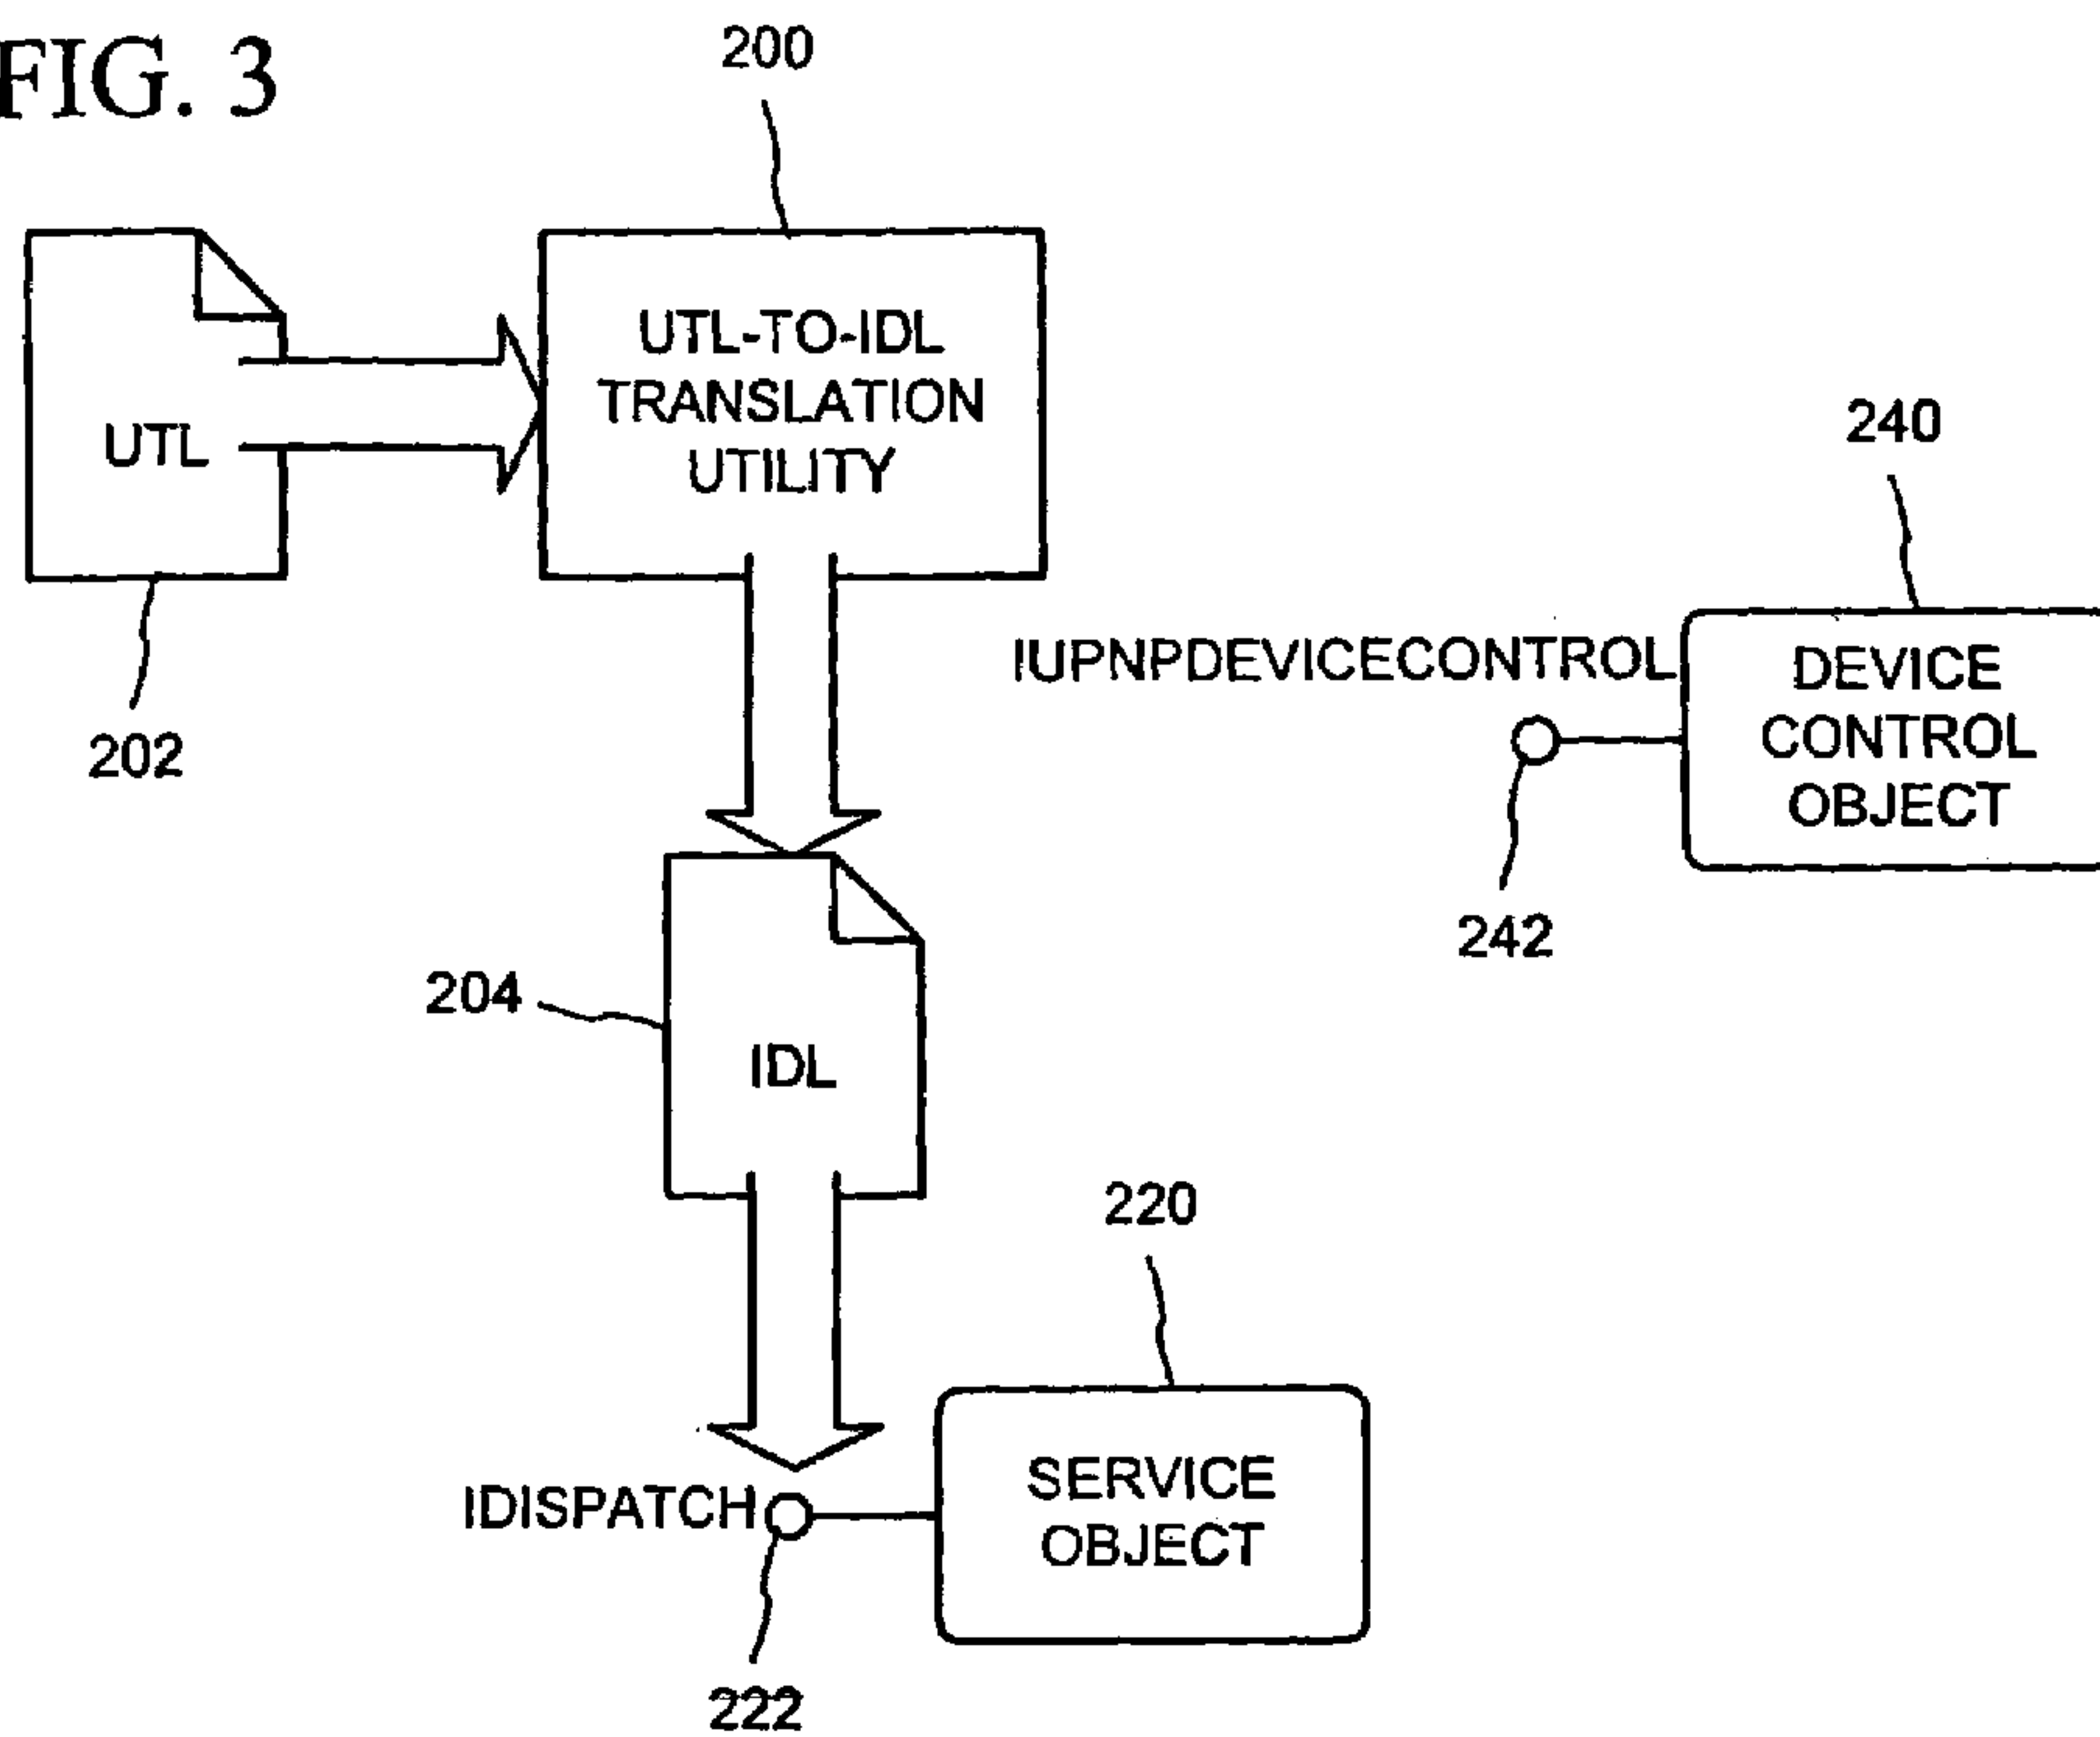 FIG. 3
200
UTL-TO-IDL
TRANSLATION
UTILITY
UTL
202
240
IUPNPDEVICECONTROL
DEVICE
CONTROL
OBJECT
242
204
IDL
220
SERVICE
OBJECT
IDISPATCH
222